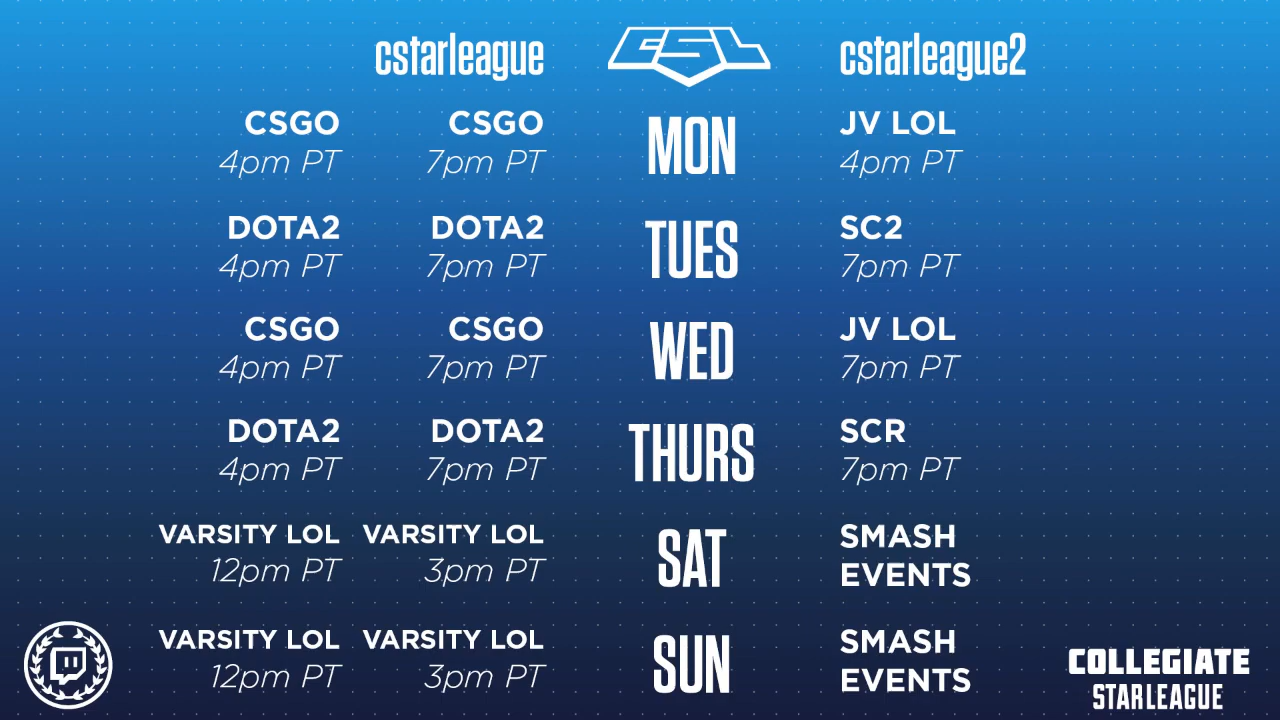 cstarleague CSL cstarleague2
CSGO CSGO MON JV LOL
4pm PT 7pm PT 4pm PT
DOTA2 DOTA2 TUES SC2
4pm PT 7pm PT 7pm PT
CSGO CSGO WED JV LOL
4pm PT 7pm PT 7pm PT
DOTA2 DOTA2 THURS SCR
4pm PT 7pm PT 7pm PT
VARSITY LOL VARSITY LOL SAT SMASH
12pm PT 3pm PT EVENTS
VARSITY LOL VARSITY LOL SUN SMASH
12pm PT 3pm PT EVENTS
COLLEGIATE
STARLEAGUE